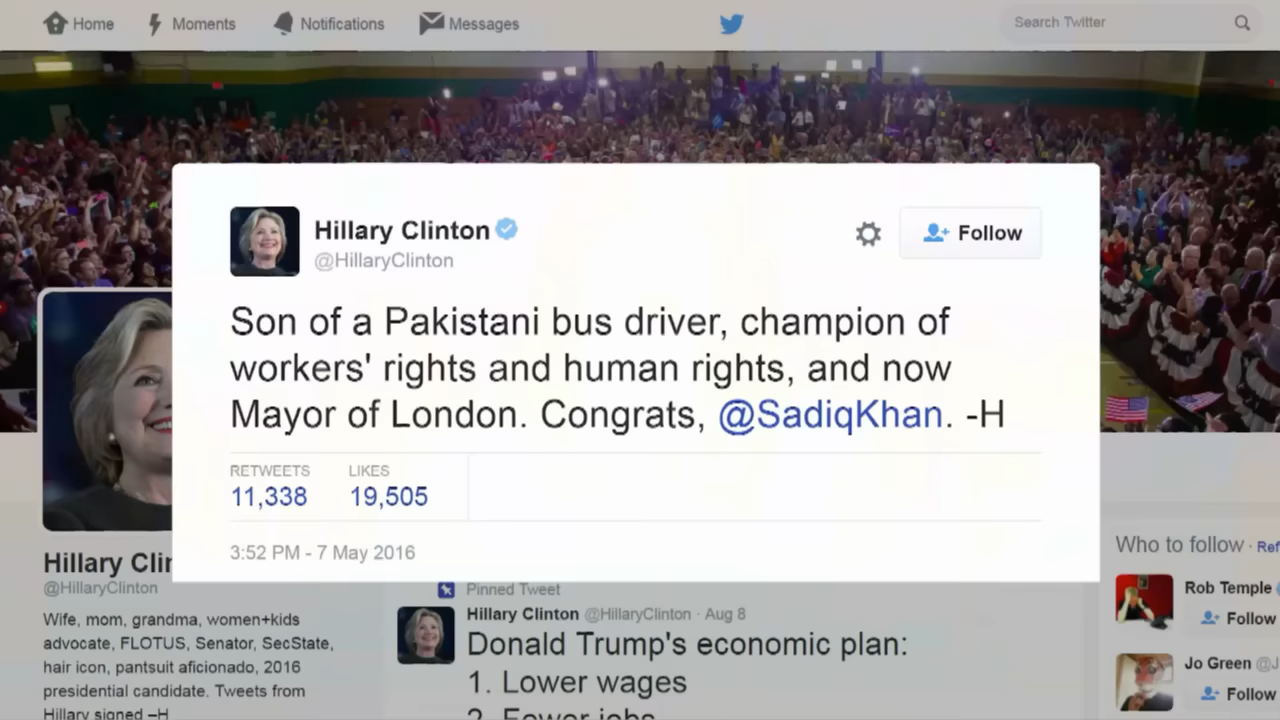 Home
Moments
Notifications
Messages
Search Twitter
Hillary Clinton
@HillaryClinton
Follow
Son of a Pakistani bus driver, champion of
workers' rights and human rights, and now
Mayor of London. Congrats, @SadiqKhan. -H
RETWEETS
LIKES
11,338
19,505
3:52 PM - 7 May 2016
Hillary Clin
@HillaryClinton
Wife, mom, grandma, women+kids
advocate, FLOTUS, Senator, SecState,
hair icon, pantsuit aficionado, 2016
presidential candidate. Tweets from
Hillary signed –H
Pinned Tweet
Hillary Clinton @HillaryClinton · Aug 8
Donald Trump's economic plan:
1. Lower wages
2. Fewer jobs
Who to follow · Ref
Rob Temple
Follow
Jo Green @J
Follow